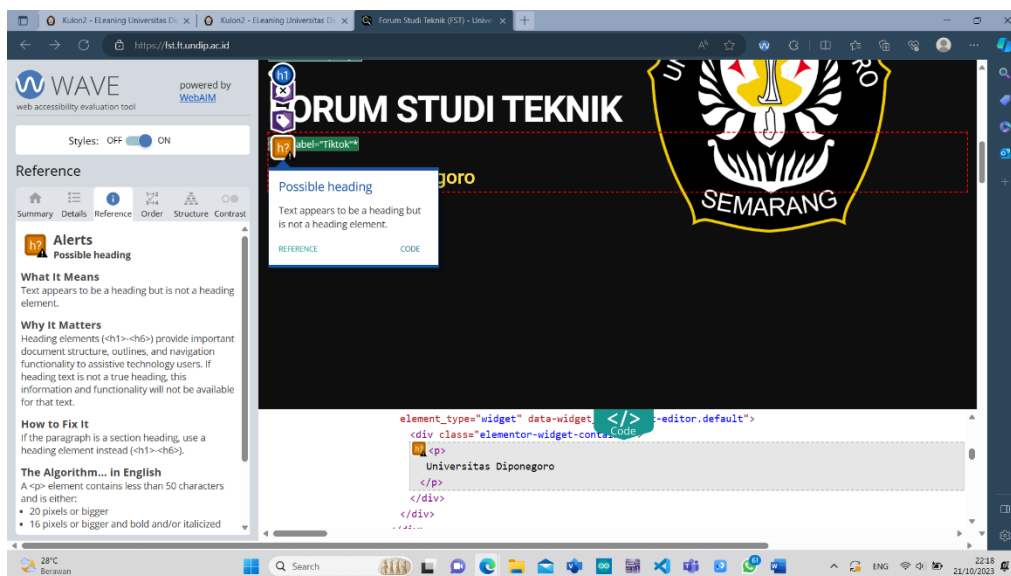 Kulon2 - ELeaning Universitas Di
Kulon2 - ELeaning Universitas Di
Forum Studi Teknik (FST) - Unive
https://fst.ft.undip.ac.id
WAVE
web accessibility evaluation tool
powered by
WebAIM
Styles: OFF ON
Reference
Summary Details Reference Order Structure Contrast
h? Alerts
Possible heading
What It Means
Text appears to be a heading but is not a heading
element.
Why It Matters
Heading elements (<h1>-<h6>) provide important
document structure, outlines, and navigation
functionality to assistive technology users. If
heading text is not a true heading, this
information and functionality will not be available
for that text.
How to Fix It
If the paragraph is a section heading, use a
heading element instead (<h1>-<h6>).
The Algorithm... in English
A <p> element contains less than 50 characters
and is either:
• 20 pixels or bigger
• 16 pixels or bigger and bold and/or italicized
h1
FORUM STUDI TEKNIK
h? abel="Tiktok"*
goro
Possible heading
Text appears to be a heading but
is not a heading element.
REFERENCE CODE
SEMARANG
</>
Code
element_type="widget" data-widget -editor.default">
<div class="elementor-widget-conta
h? <p>
Universitas Diponegoro
</p>
</div>
</div>
28°C
Berawan
Search
ENG
22:18
21/10/2023